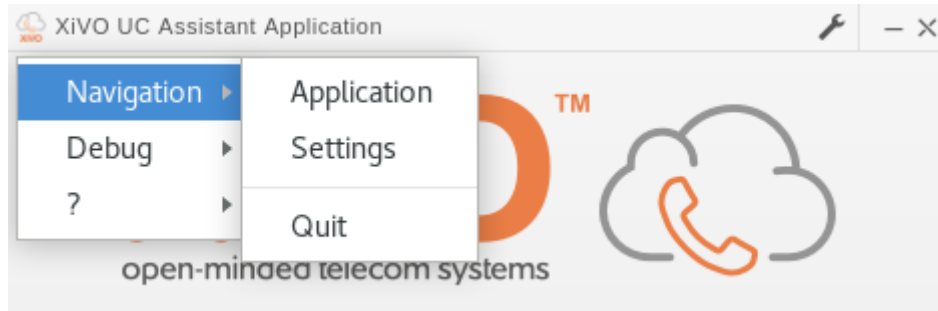 XiVO UC Assistant Application
Navigation
Debug
?
Application
Settings
Quit
TM
open-minded telecom systems